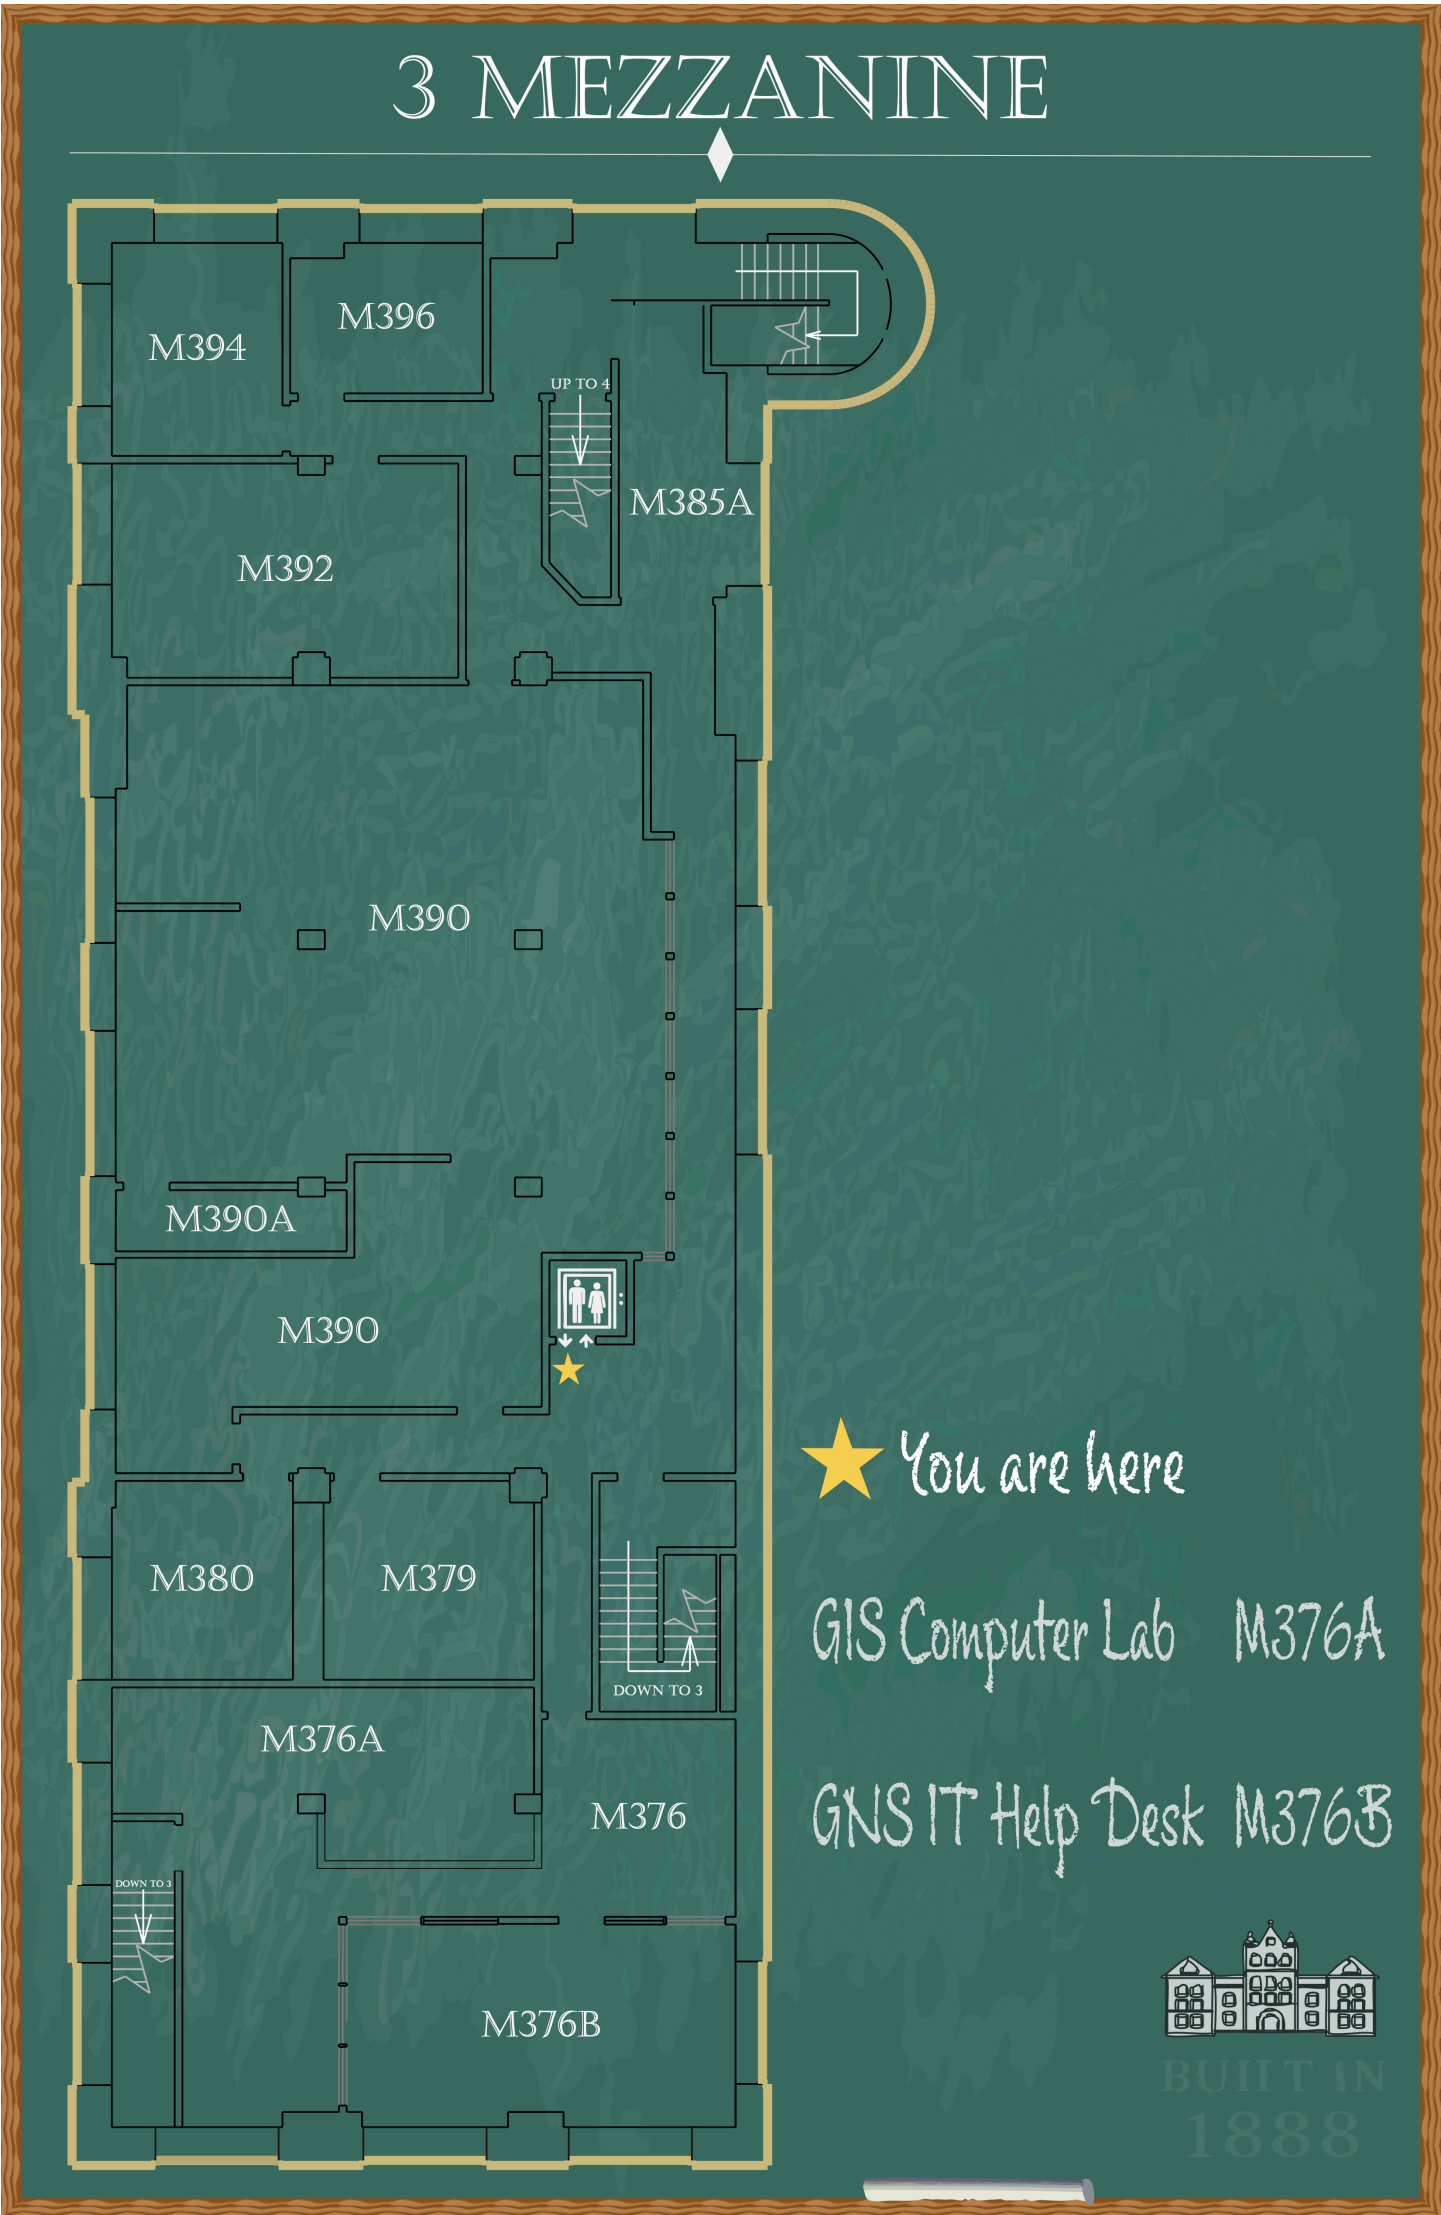 3 MEZZANINE
M396
M394
UP TO 4
M385A
M392
M390
M390A
M390
You are here
M380
M379
GIS Computer Lab M376A
DOWN TO 3
M376A
M376
GNS IT Help Desk M376B
DOWN TO 3
M376B
BUIIT IN
1888